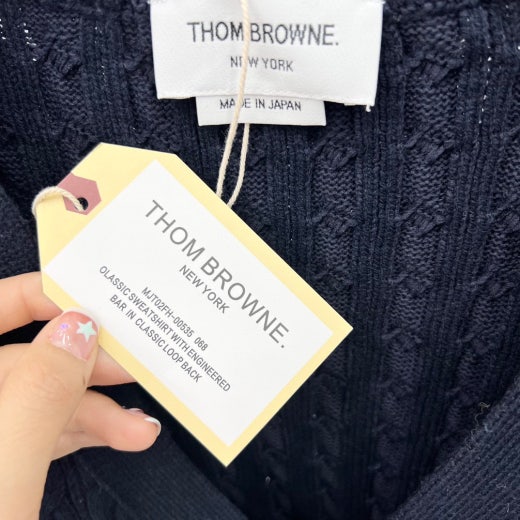 THOM BROWNE.
NEW YORK
MADE IN JAPAN
THOM BROWNE.
NEW YORK
MJT02FH-00535 068
OLASSIC SWEATSHIRT WITH ENGINEERED
BAR IN CLASSIC LOOP BACK